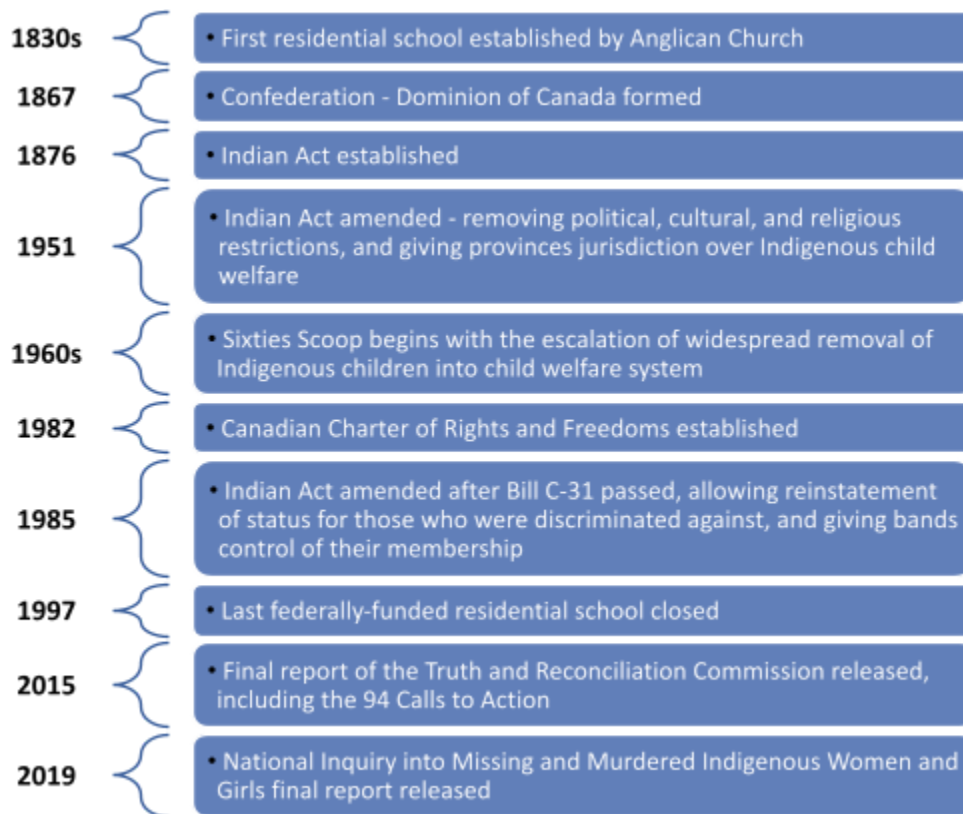 1830s
• First residential school established by Anglican Church
1867
• Confederation - Dominion of Canada formed
1876
• Indian Act established
1951
• Indian Act amended - removing political, cultural, and religious
restrictions, and giving provinces jurisdiction over Indigenous child
welfare
1960s
• Sixties Scoop begins with the escalation of widespread removal of
Indigenous children into child welfare system
1982
• Canadian Charter of Rights and Freedoms established
1985
• Indian Act amended after Bill C-31 passed, allowing reinstatement
of status for those who were discriminated against, and giving bands
control of their membership
1997
• Last federally-funded residential school closed
2015
• Final report of the Truth and Reconciliation Commission released,
including the 94 Calls to Action
2019
• National Inquiry into Missing and Murdered Indigenous Women and
Girls final report released